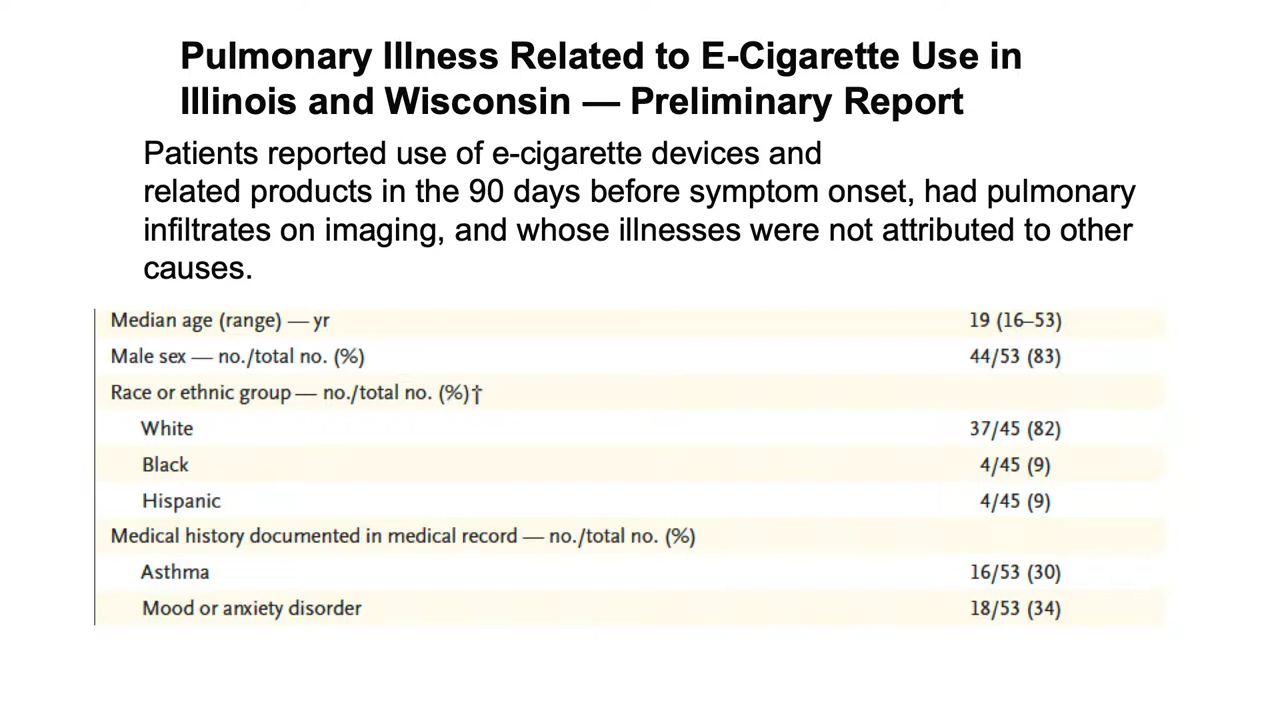 Pulmonary Illness Related to E-Cigarette Use in
Illinois and Wisconsin — Preliminary Report
Patients reported use of e-cigarette devices and
related products in the 90 days before symptom onset, had pulmonary
infiltrates on imaging, and whose illnesses were not attributed to other
causes.
Median age (range) — yr 19 (16–53)
Male sex — no./total no. (%) 44/53 (83)
Race or ethnic group — no./total no. (%)†
White 37/45 (82)
Black 4/45 (9)
Hispanic 4/45 (9)
Medical history documented in medical record — no./total no. (%)
Asthma 16/53 (30)
Mood or anxiety disorder 18/53 (34)